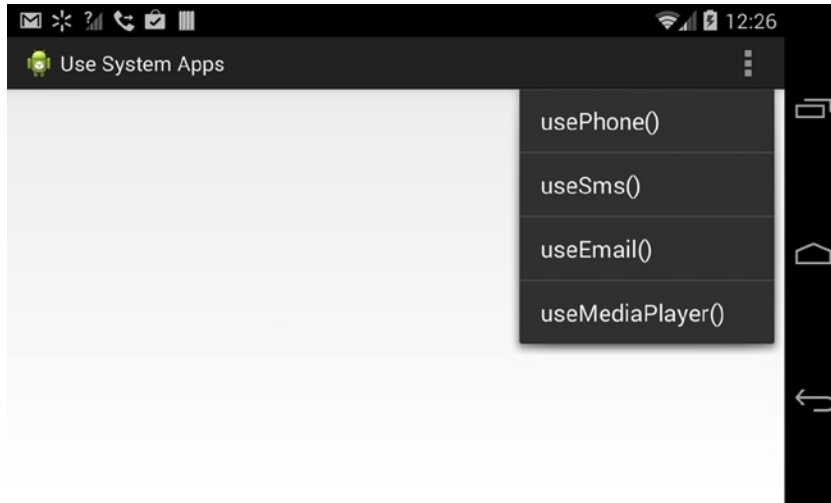 12:26
Use System Apps
usePhone()
useSms()
useEmail()
useMediaPlayer()